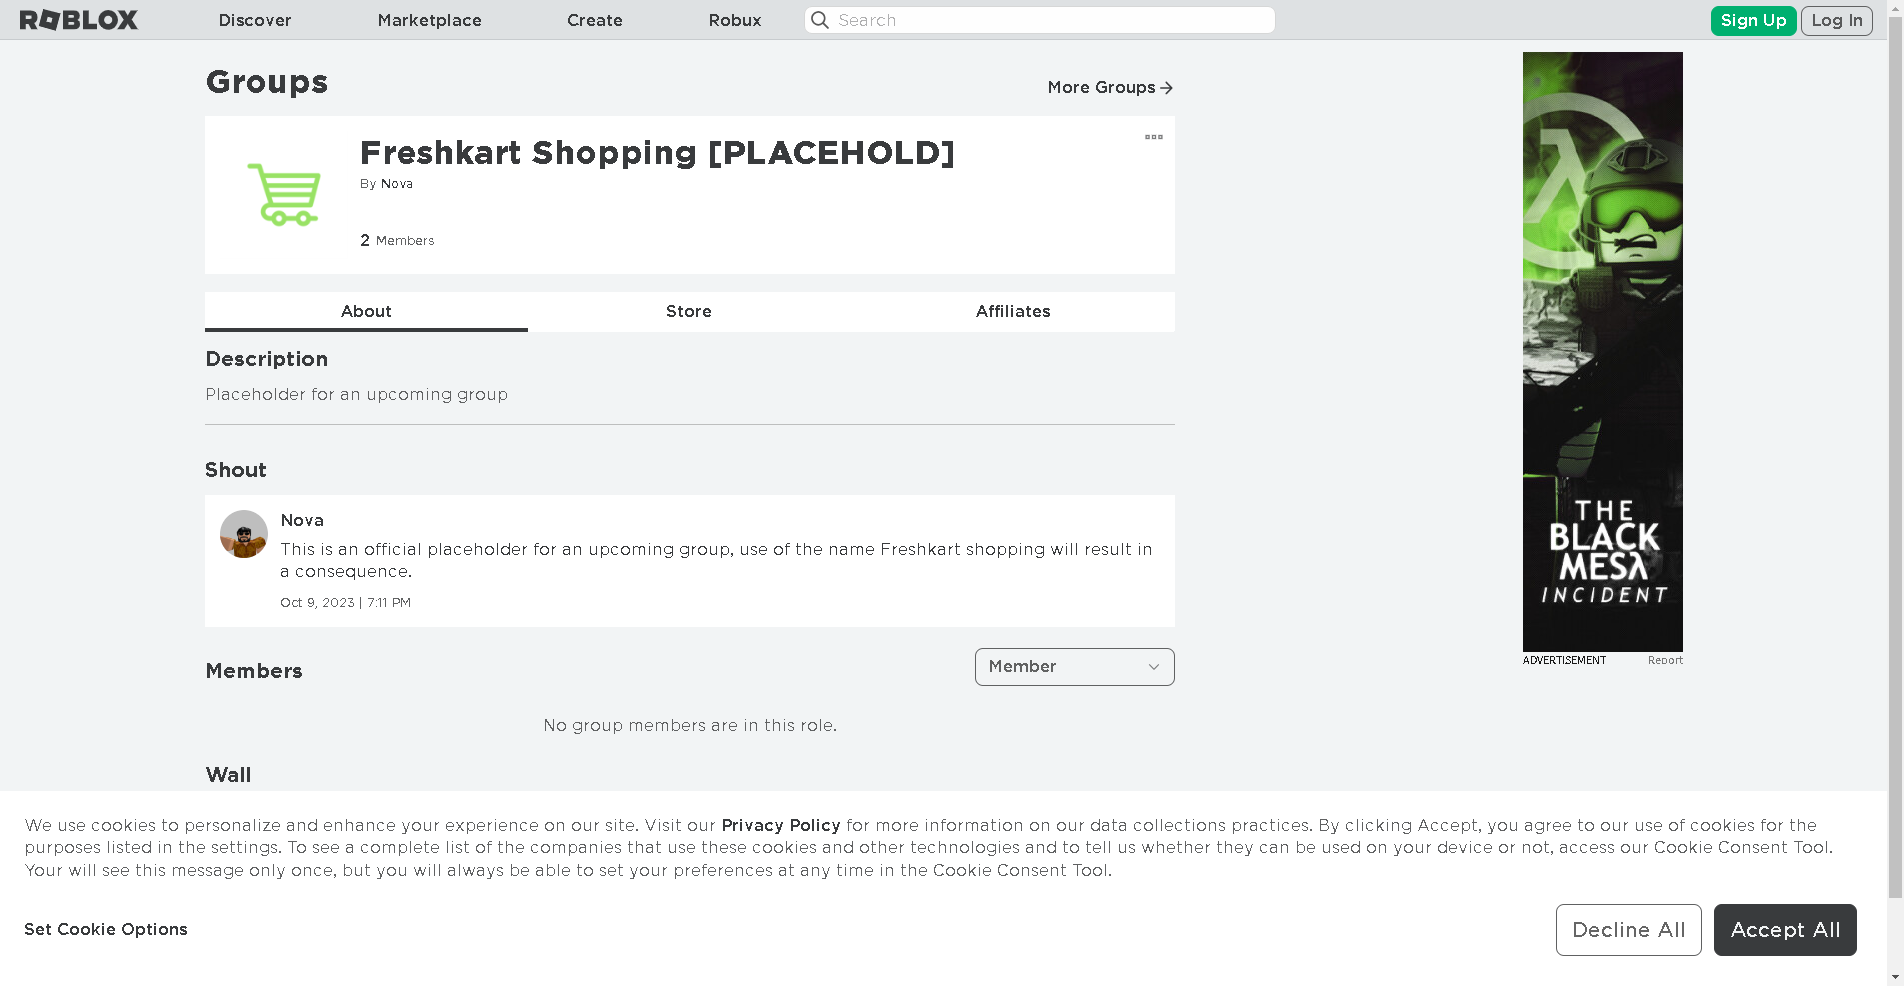 ROBLOX
Discover
Marketplace
Create
Robux
Search
Sign Up
Log In
Groups
More Groups
Freshkart Shopping [PLACEHOLD]
By Nova
2 Members
About
Store
Affiliates
Description
Placeholder for an upcoming group
Shout
Nova
This is an official placeholder for an upcoming group, use of the name Freshkart shopping will result in
a consequence.
Oct 9, 2023 | 7:11 PM
Members
Member
No group members are in this role.
Wall
THE
BLACK
MESA
INCIDENT
ADVERTISEMENT
Report
We use cookies to personalize and enhance your experience on our site. Visit our Privacy Policy for more information on our data collections practices. By clicking Accept, you agree to our use of cookies for the
purposes listed in the settings. To see a complete list of the companies that use these cookies and other technologies and to tell us whether they can be used on your device or not, access our Cookie Consent Tool.
Your will see this message only once, but you will always be able to set your preferences at any time in the Cookie Consent Tool.
Set Cookie Options
Decline All
Accept All